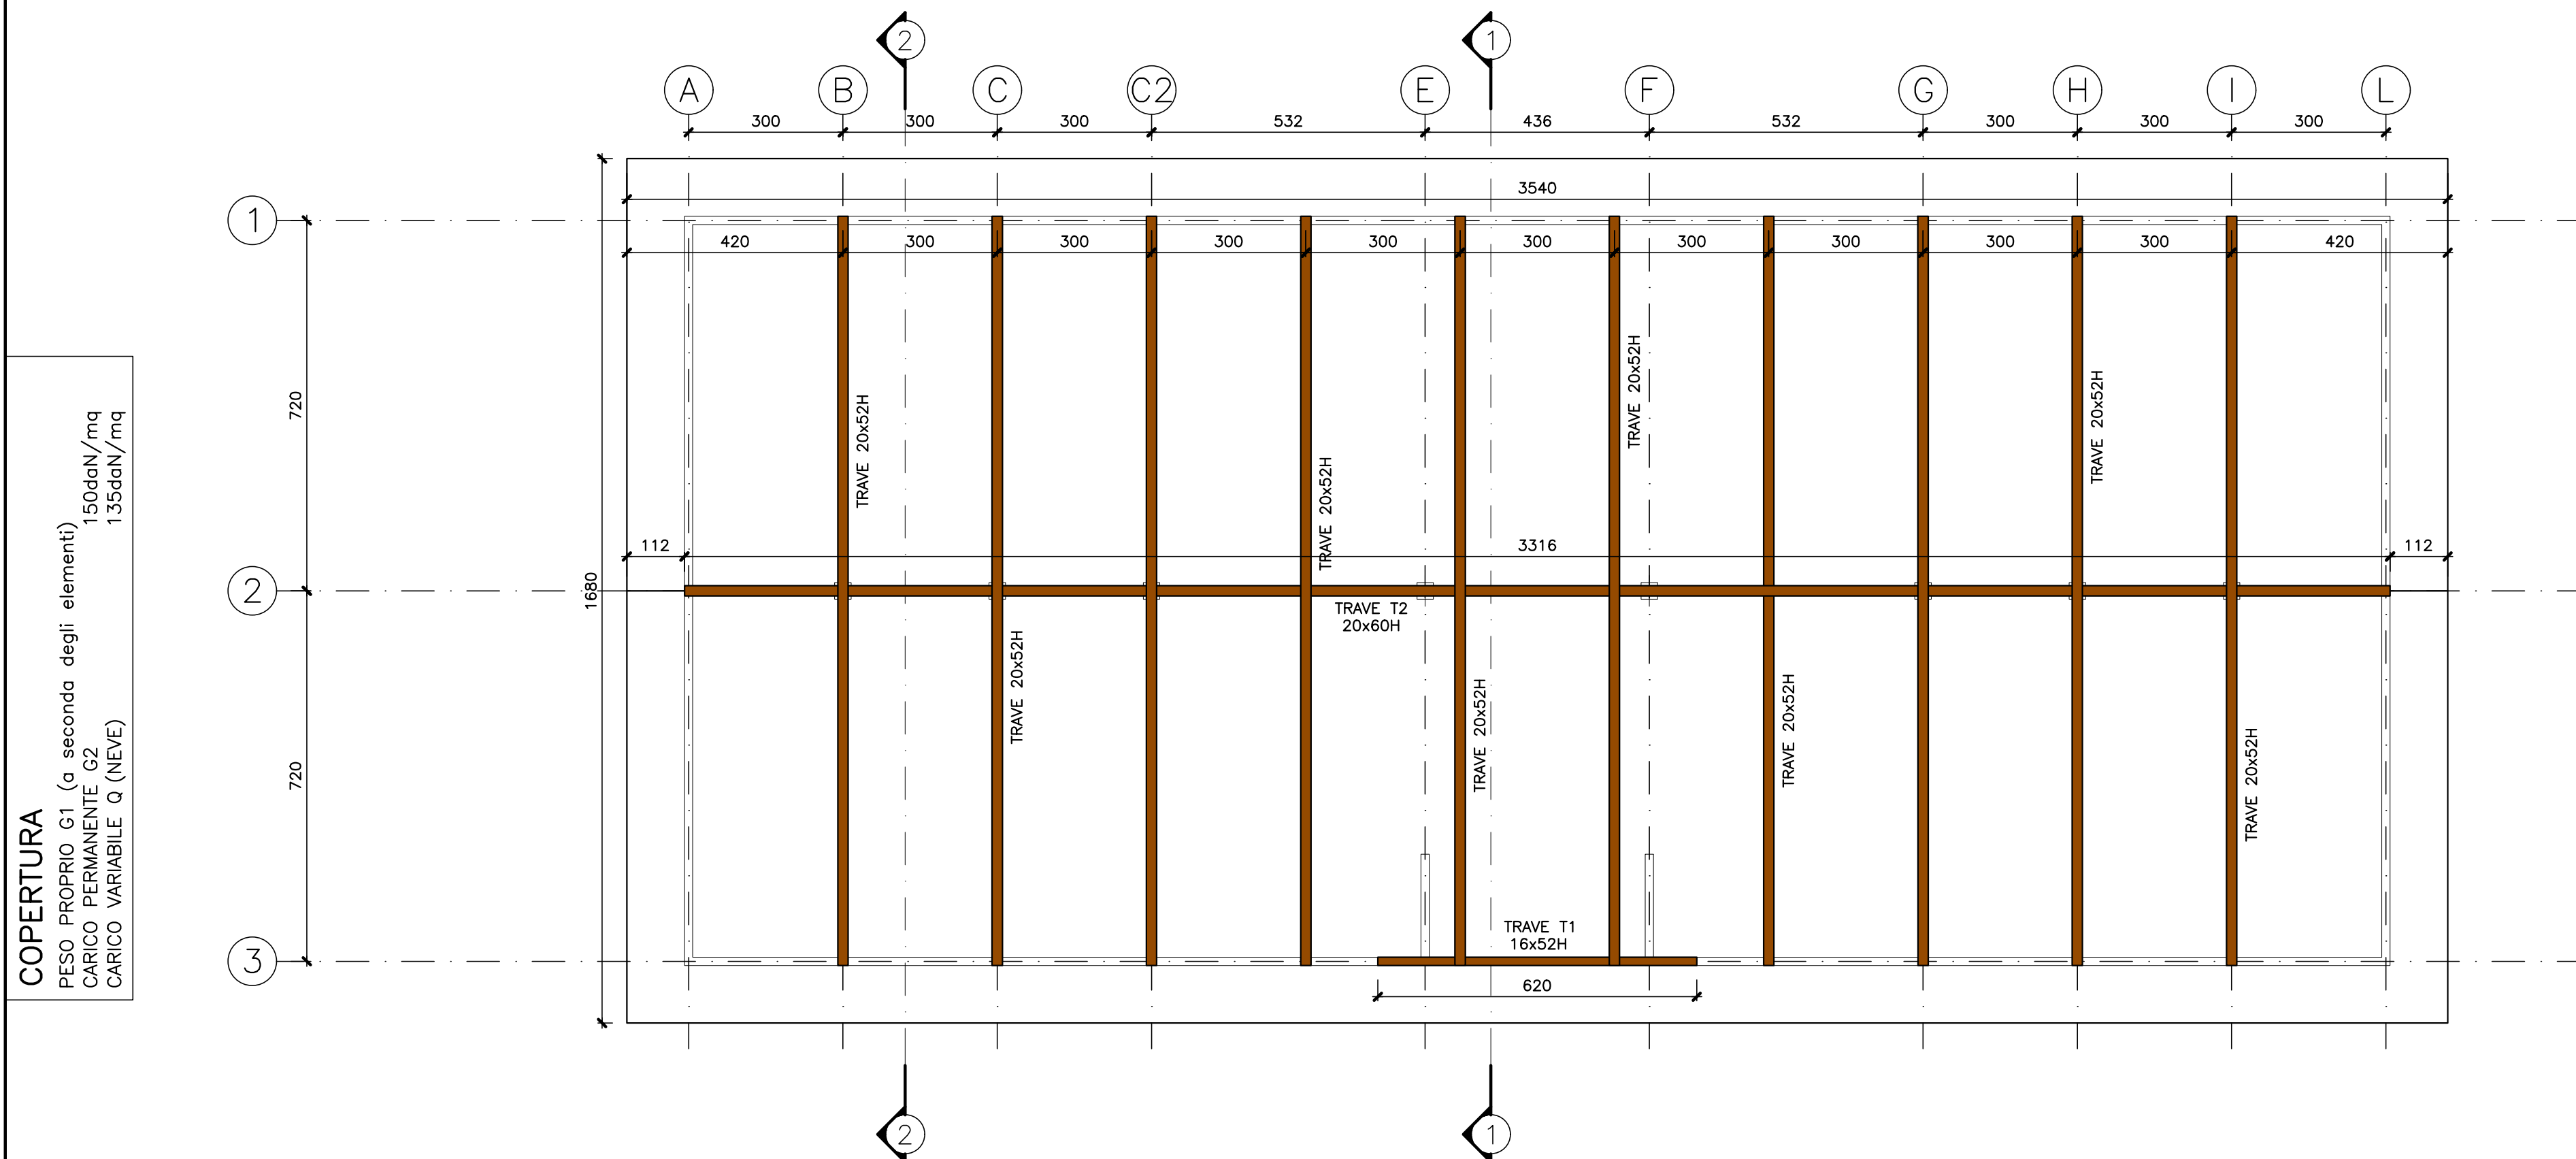 2
1
A
B
C
C2
E
F
G
H
I
L
300
300
300
532
436
532
300
300
300
3540
420
300
300
300
300
300
300
300
300
300
420
1
2
3
720
720
1680
112
3316
112
TRAVE 20x52H
TRAVE 20x52H
TRAVE 20x52H
TRAVE 20x52H
TRAVE 20x52H
TRAVE 20x52H
TRAVE 20x52H
TRAVE 20x52H
TRAVE T2
20x60H
TRAVE T1
16x52H
620
2
1
COPERTURA
PESO PROPRIO G1 (a seconda degli elementi)
CARICO PERMANENTE G2 150daN/mq
CARICO VARIABILE Q (NEVE) 135daN/mq